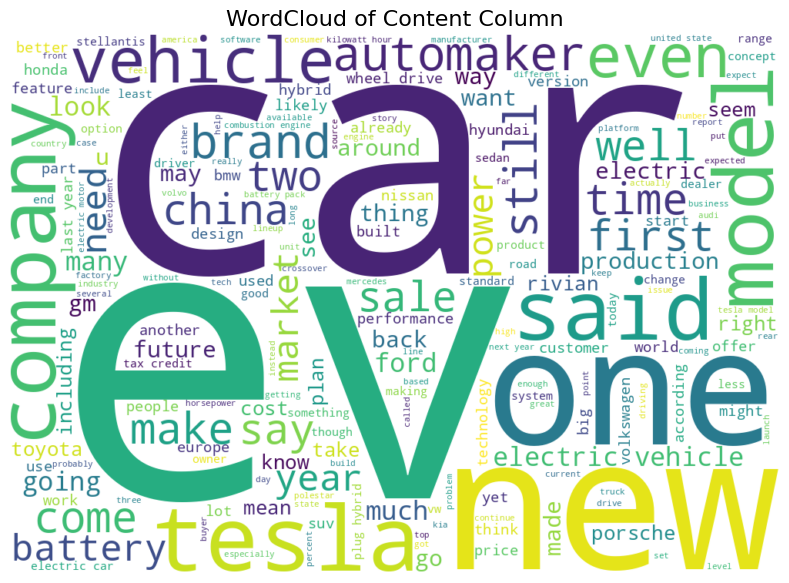 WordCloud of Content Column
better
stellantis
america
software
consumer
kilowatt hour
manufacturer
automaker
even
united state
range
front
feel
vehicle
wheel drive
way
different
concept
expect
honda
include
hybrid
version
feature
least
likely
want
seem
look
car
available
story
combustion engine
engine
number
report
option
either
help
already
hyundai
platform
put
country
brand
around
source
still
well
expected
case
really
sedan
actually
model
company
need
u
driver
may
bmw
two
battery pack
nissan
far
electric
dealer
part
volvo
long
thing
power
time
business
end
development
china
built
audi
last year
electric motor
design
lineup
see
product
first
start
many
unit
road
production
factory
used
crossover
market
sale
mercedes
standard
rivian
change
keep
industry
without
good
tech
issue
tesla model
several
gm
performance
said
today
right
rear
including
another
back
line
high
world
offer
future
ev
instead
plan
next year
coming
tax credit
ford
customer
people
horsepower
getting
cost
based
making
one
enough
point
less
make
say
something
called
technology
system
great
big
volkswagen
driving
according
might
launch
toyota
europe
though
owner
know
take
electric vehicle
use
probably
build
going
day
year
current
work
three
mean
polestar
state
much
problem
yet
truck
drive
come
lot
suv
plug hybrid
vw
continue
new
made
porsche
buyer
tesla
percent
top
got
think
battery
kia
go
price
set
electric car
especially
level